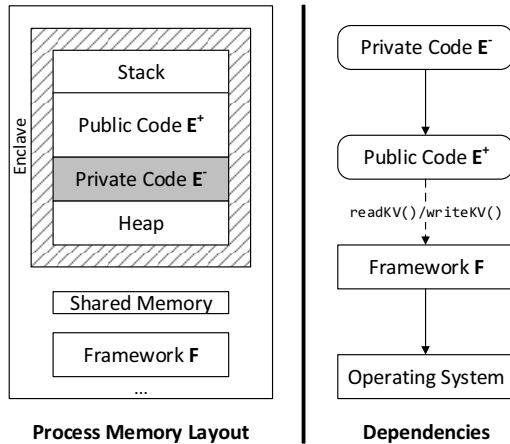 Enclave
Stack
Public Code E⁺
Private Code E⁻
Heap
Shared Memory
Framework F
...
Process Memory Layout
Private Code E⁻
Public Code E⁺
readKV()/writeKV()
Framework F
Operating System
Dependencies